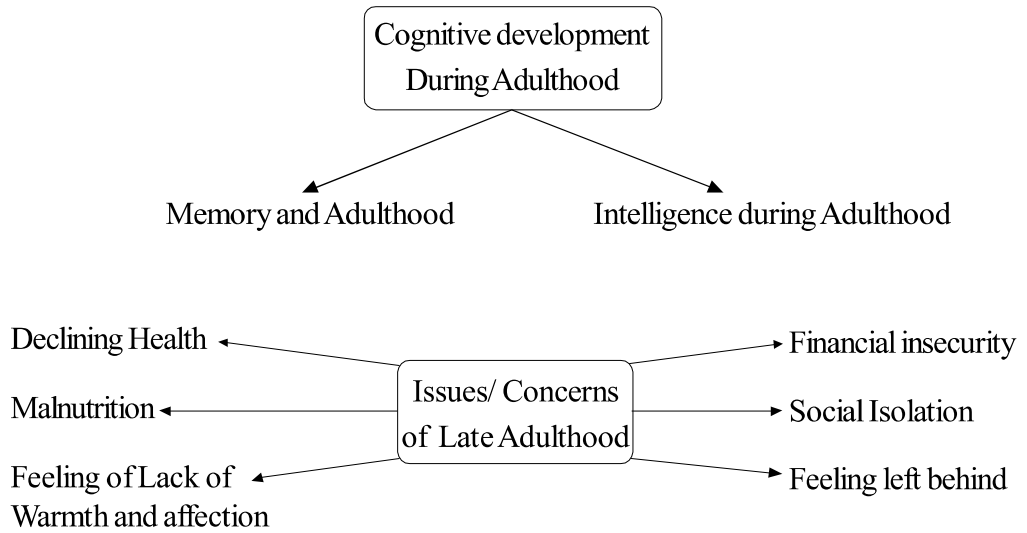 Cognitive development
During Adulthood
Memory and Adulthood
Intelligence during Adulthood
Declining Health
Malnutrition
Feeling of Lack of
Warmth and affection
Issues/ Concerns
of Late Adulthood
Financial insecurity
Social Isolation
Feeling left behind